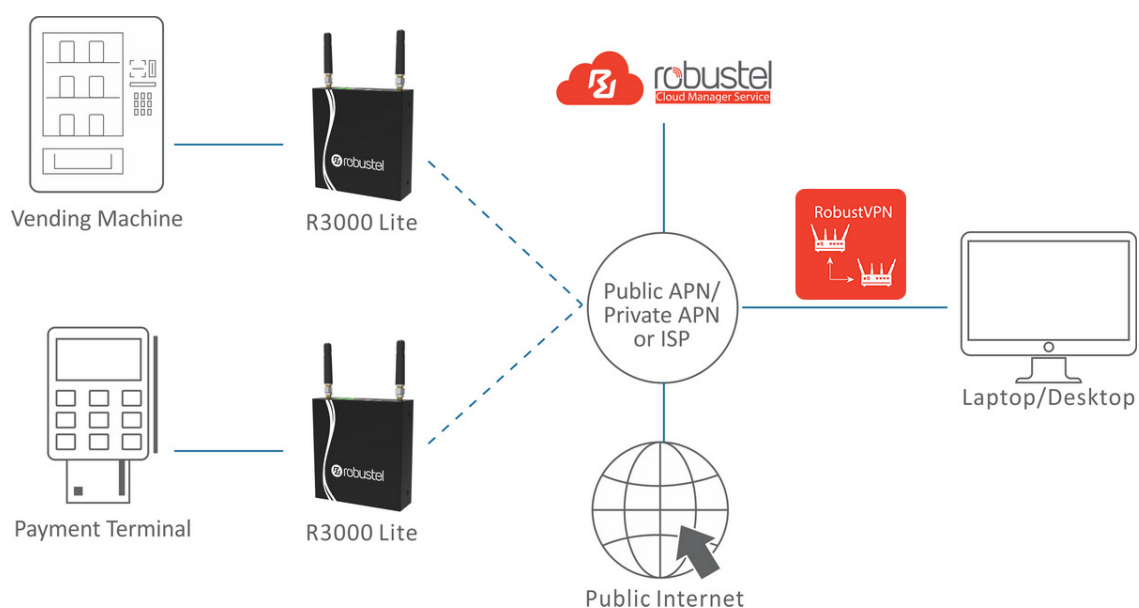 robustel
Cloud Manager Service
robustel
Vending Machine
R3000 Lite
RobustVPN
Public APN/
Private APN
or ISP
robustel
Laptop/Desktop
Payment Terminal
R3000 Lite
Public Internet